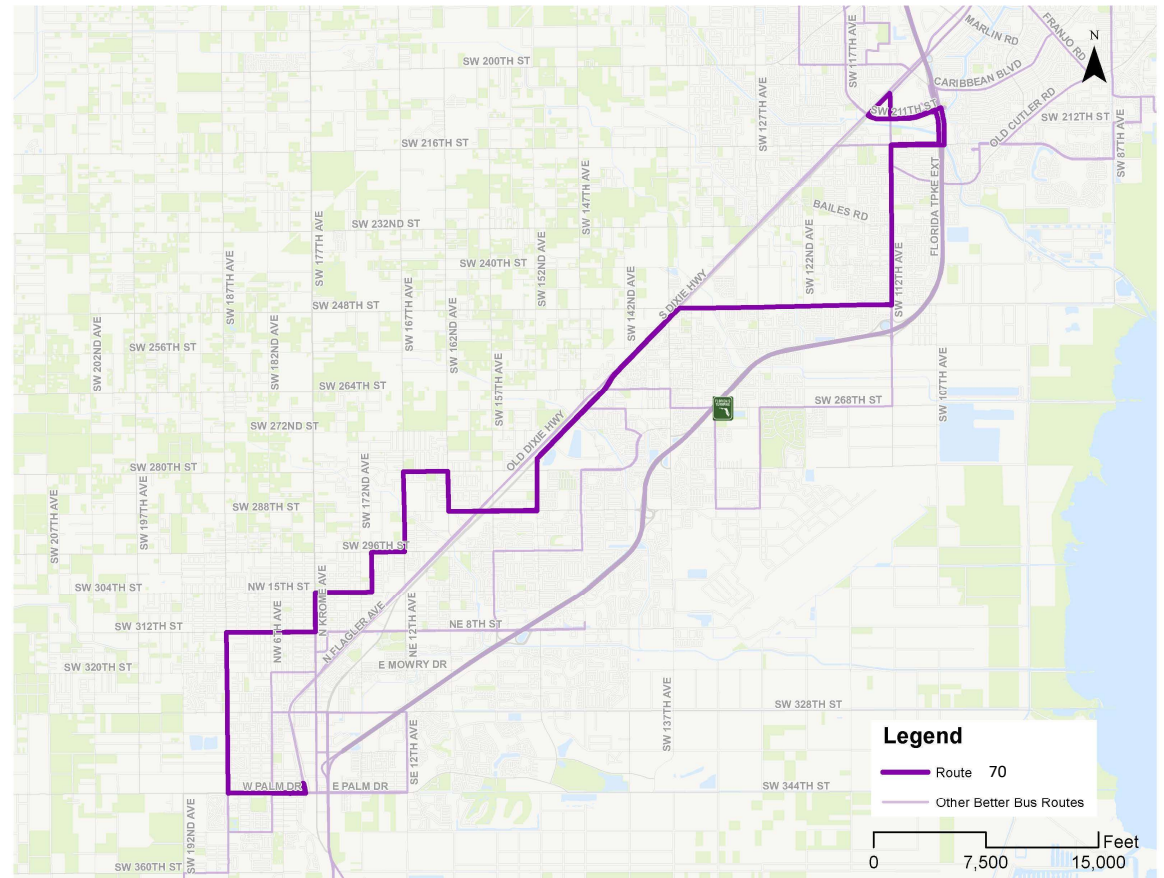 MARLIN RD
FRANJO RD
N
SW 117TH AVE
SW 200TH ST
CARIBBEAN BLVD
SW 127TH AVE
OLD CUTLER RD
SW 211TH ST
SW 212TH ST
SW 87TH AVE
SW 216TH ST
SW 147TH AVE
FLORIDA TPKE EXT
BAILES RD
SW 232ND ST
SW 177TH AVE
SW 122ND AVE
SW 152ND AVE
SW 240TH ST
SW 187TH AVE
SW 112TH AVE
S DIXIE HWY
SW 142ND AVE
SW 167TH AVE
SW 248TH ST
SW 162ND AVE
SW 202ND AVE
SW 182ND AVE
SW 256TH ST
SW 157TH AVE
SW 107TH AVE
SW 264TH ST
SW 268TH ST
SW 272ND ST
OLD DIXIE HWY
SW 280TH ST
SW 172ND AVE
SW 197TH AVE
SW 207TH AVE
SW 288TH ST
SW 296TH ST
SW 304TH ST
NW 15TH ST
N KROME AVE
NW 6TH AVE
N FLAGLER AVE
NE 12TH AVE
SW 312TH ST
NE 8TH ST
SW 320TH ST
E MOWRY DR
SW 137TH AVE
SW 328TH ST
SE 12TH AVE
W PALM DR
E PALM DR
SW 344TH ST
SW 192ND AVE
SW 360TH ST
Legend
Route 70
Other Better Bus Routes
Feet
0 7,500 15,000